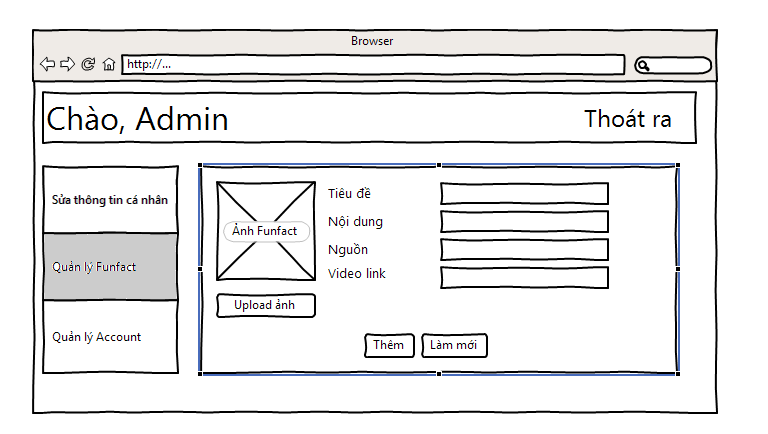 Browser
http://...
Chào, Admin
Thoát ra
Sửa thông tin cá nhân
Quản lý Funfact
Quản lý Account
Ảnh Funfact
Upload ảnh
Tiêu đề
Nội dung
Nguồn
Video link
Thêm
Làm mới